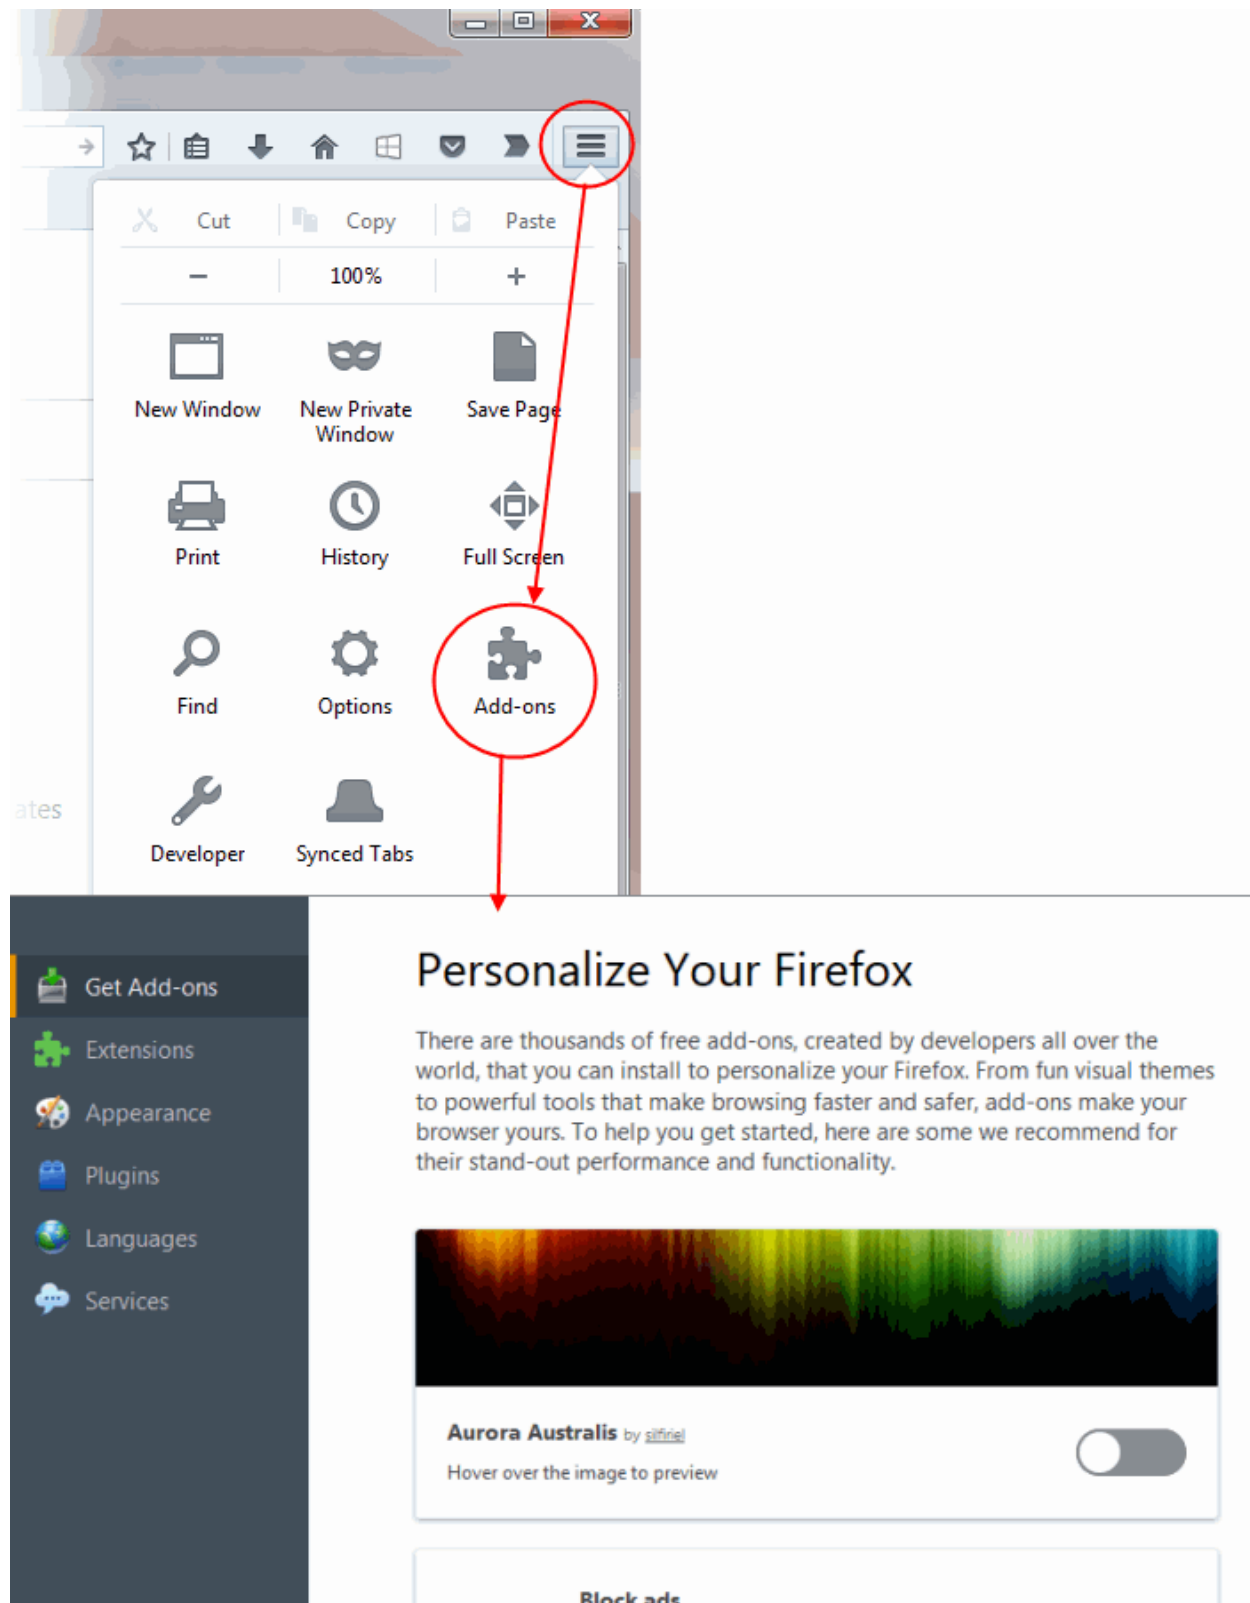 Cut Copy Paste
100%
New Window New Private Save Page
Window
Print History Full Screen
Find Options Add-ons
ates
Developer Synced Tabs
Get Add-ons
Extensions
Appearance
Plugins
Languages
Services
Personalize Your Firefox
There are thousands of free add-ons, created by developers all over the
world, that you can install to personalize your Firefox. From fun visual themes
to powerful tools that make browsing faster and safer, add-ons make your
browser yours. To help you get started, here are some we recommend for
their stand-out performance and functionality.
Aurora Australis by silfiriel
Hover over the image to preview
Block ads